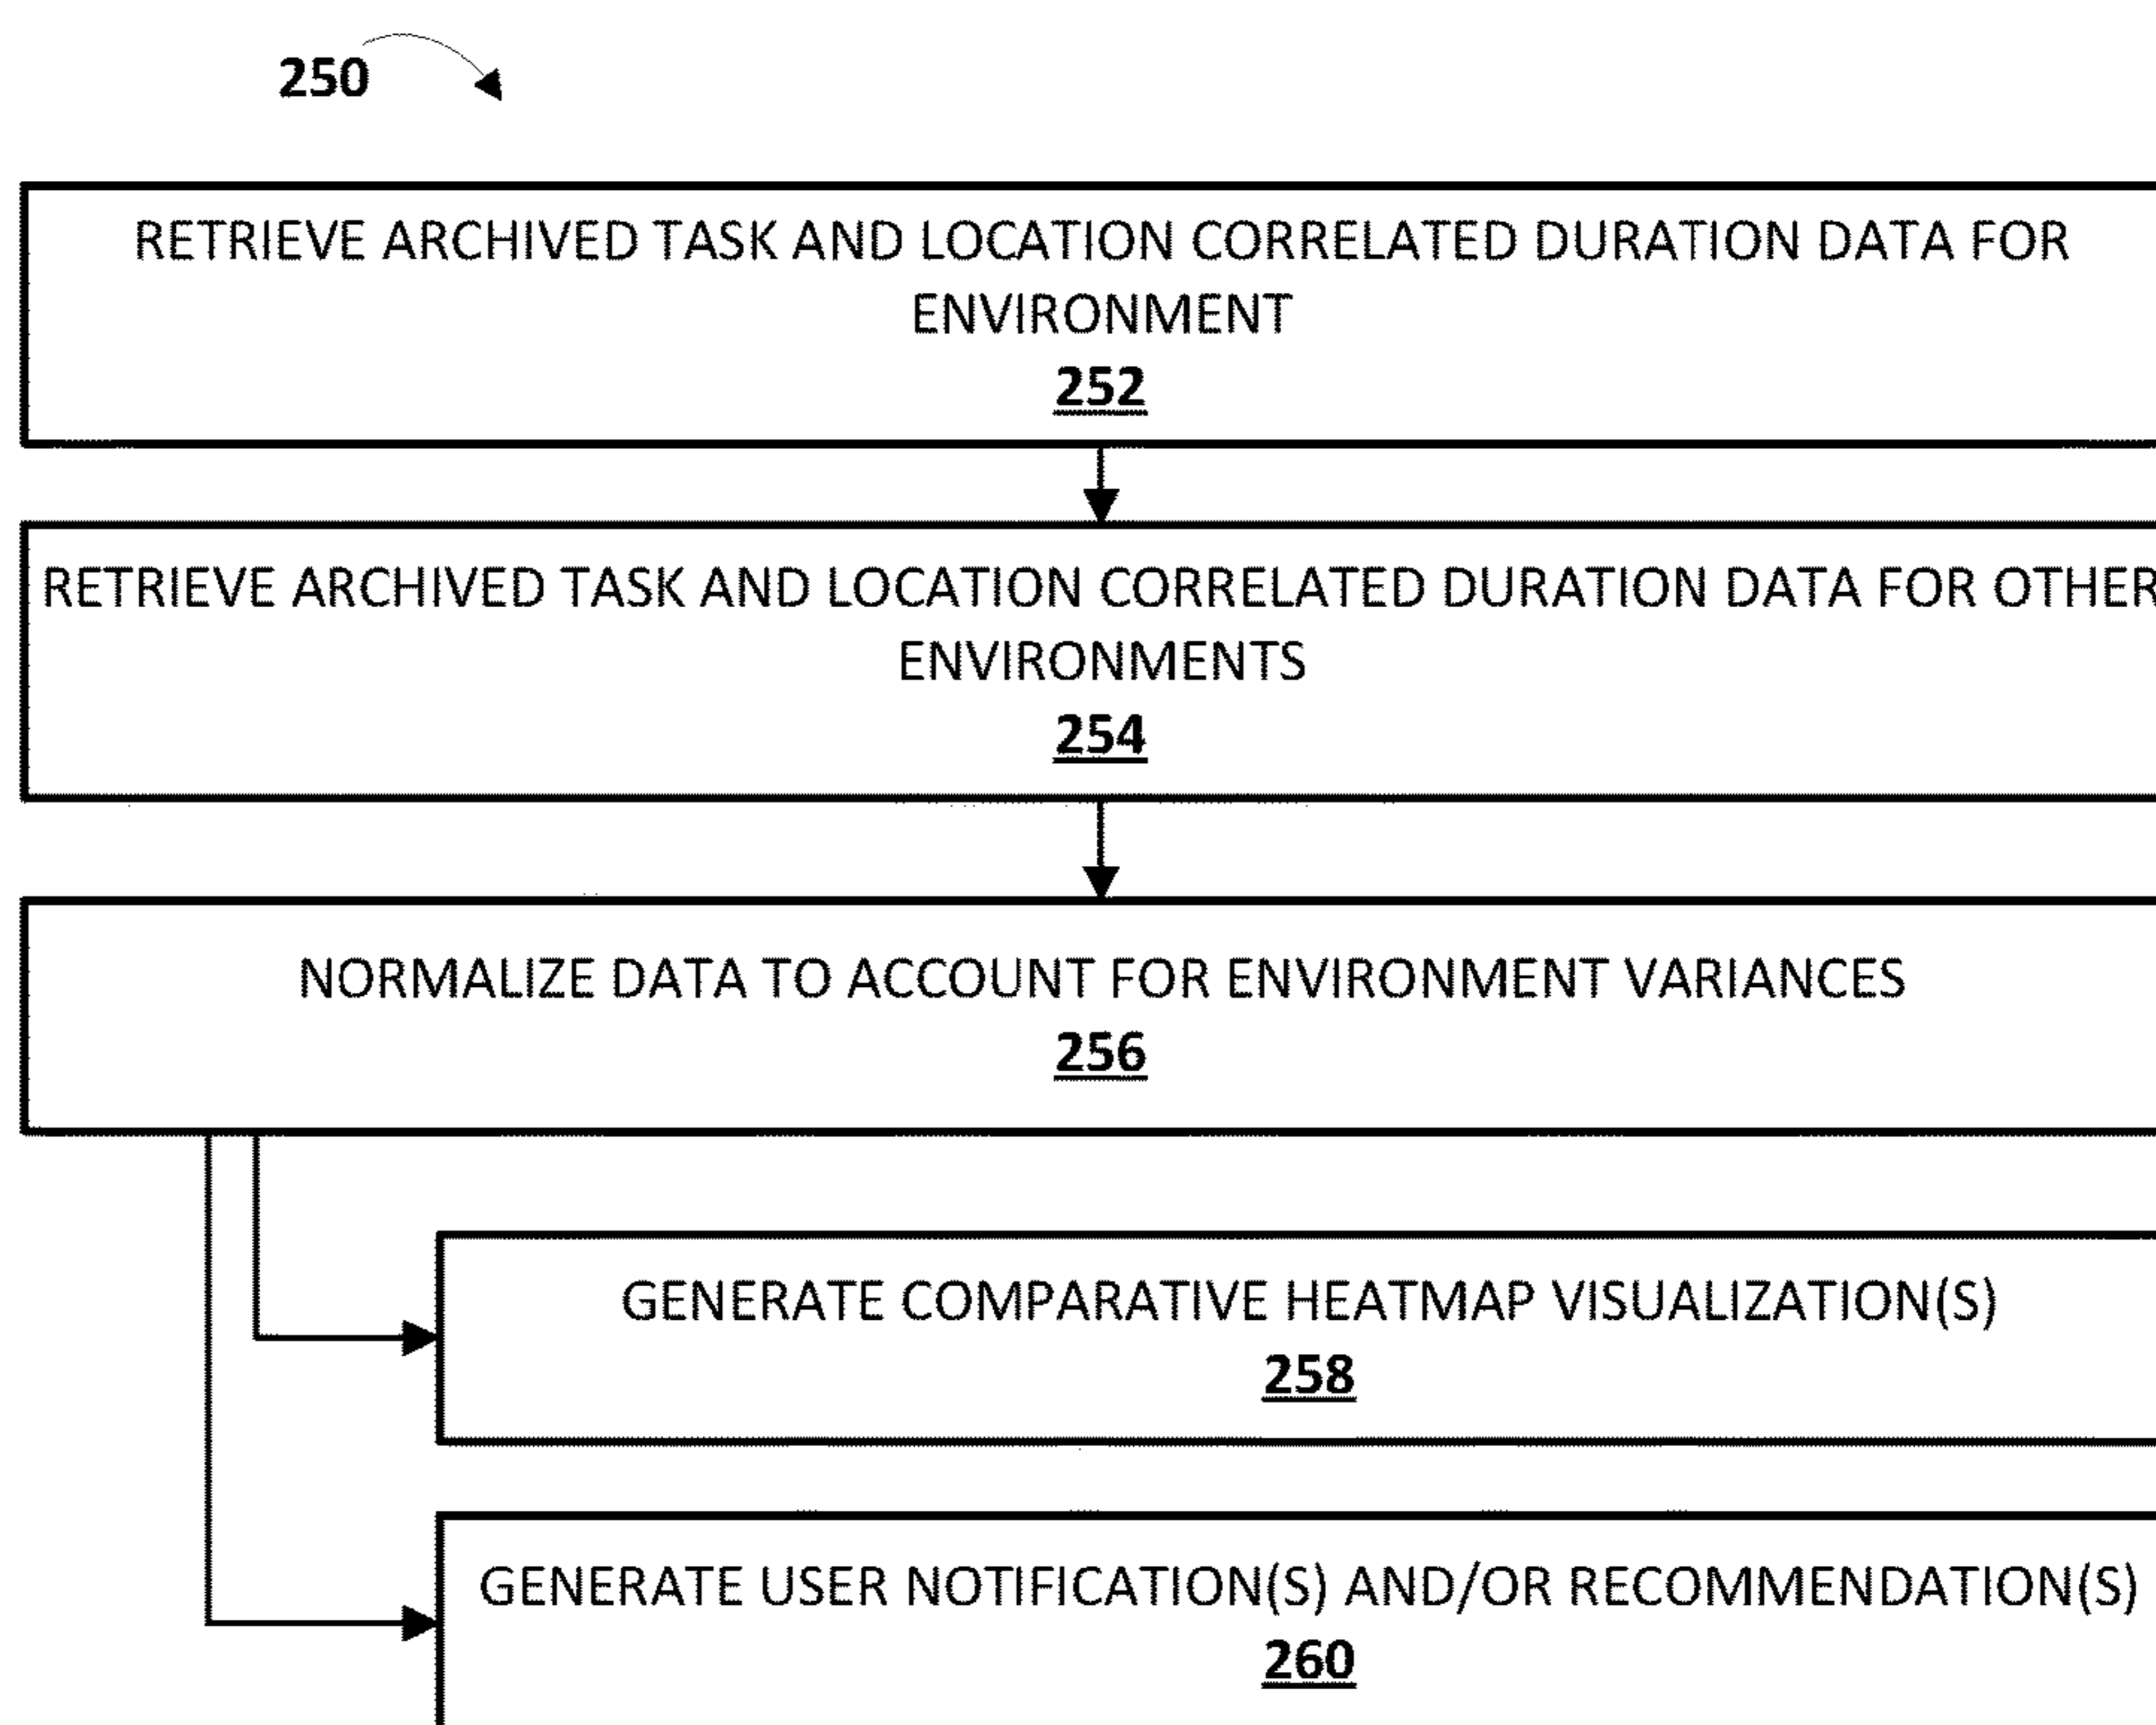 250
RETRIEVE ARCHIVED TASK AND LOCATION CORRELATED DURATION DATA FOR
ENVIRONMENT
252
RETRIEVE ARCHIVED TASK AND LOCATION CORRELATED DURATION DATA FOR OTHER
ENVIRONMENTS
254
NORMALIZE DATA TO ACCOUNT FOR ENVIRONMENT VARIANCES
256
GENERATE COMPARATIVE HEATMAP VISUALIZATION(S)
258
GENERATE USER NOTIFICATION(S) AND/OR RECOMMENDATION(S)
260